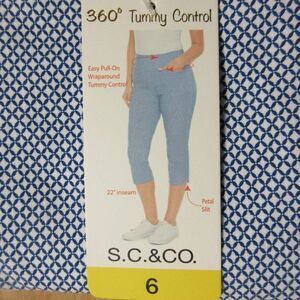 360° Tummy Control
Easy Pull-On
Wraparound
Tummy Control
22" inseam
Petal
Slit
S.C.&CO.
6